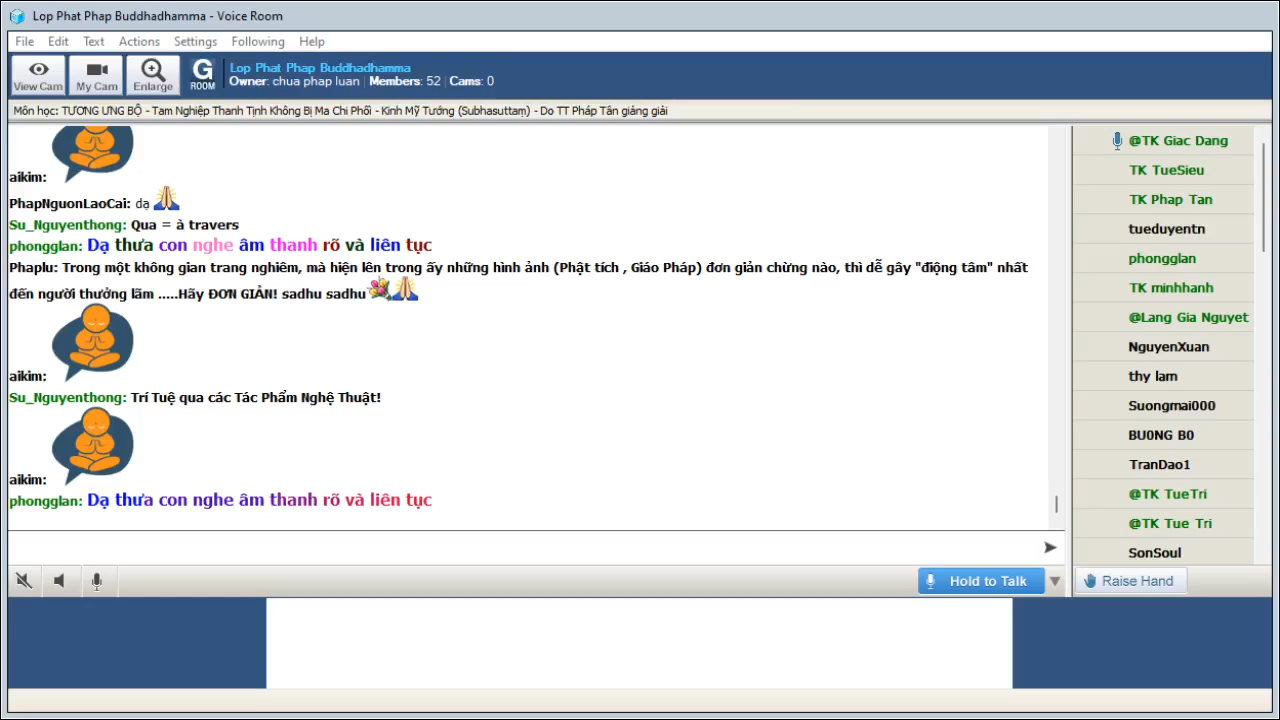 Lop Phat Phap Buddhadhamma - Voice Room
File Edit Text Actions Settings Following Help
View Cam My Cam Enlarge G ROOM
Lop Phat Phap Buddhadhamma
Owner: chua phap luan Members: 52 Cams: 0
Môn học: TƯƠNG ƯNG BỘ - Tam Nghiệp Thanh Tịnh Không Bị Ma Chi Phối - Kinh Mỹ Tướng (Subhasuttaṃ) - Do TT Pháp Tân giảng giải
aikim:
PhapNguonLaoCai: dạ
Su_Nguyenthong: Qua = à travers
phongglan: Dạ thưa con nghe âm thanh rõ và liên tục
Phaplu: Trong một không gian trang nghiêm, mà hiện lên trong ấy những hình ảnh (Phật tích , Giáo Pháp) đơn giản chừng nào, thì dễ gây "điộng tâm" nhất
đến người thưởng lãm .....Hãy ĐƠN GIẢN! sadhu sadhu
aikim:
Su_Nguyenthong: Trí Tuệ qua các Tác Phẩm Nghệ Thuật!
aikim:
phongglan: Dạ thưa con nghe âm thanh rõ và liên tục
@TK Giac Dang
TK TueSieu
TK Phap Tan
tueduyentn
phongglan
TK minhhanh
@Lang Gia Nguyet
NguyenXuan
thy lam
Suongmai000
BU0NG B0
TranDao1
@TK TueTri
@TK Tue Tri
SonSoul
Hold to Talk
Raise Hand